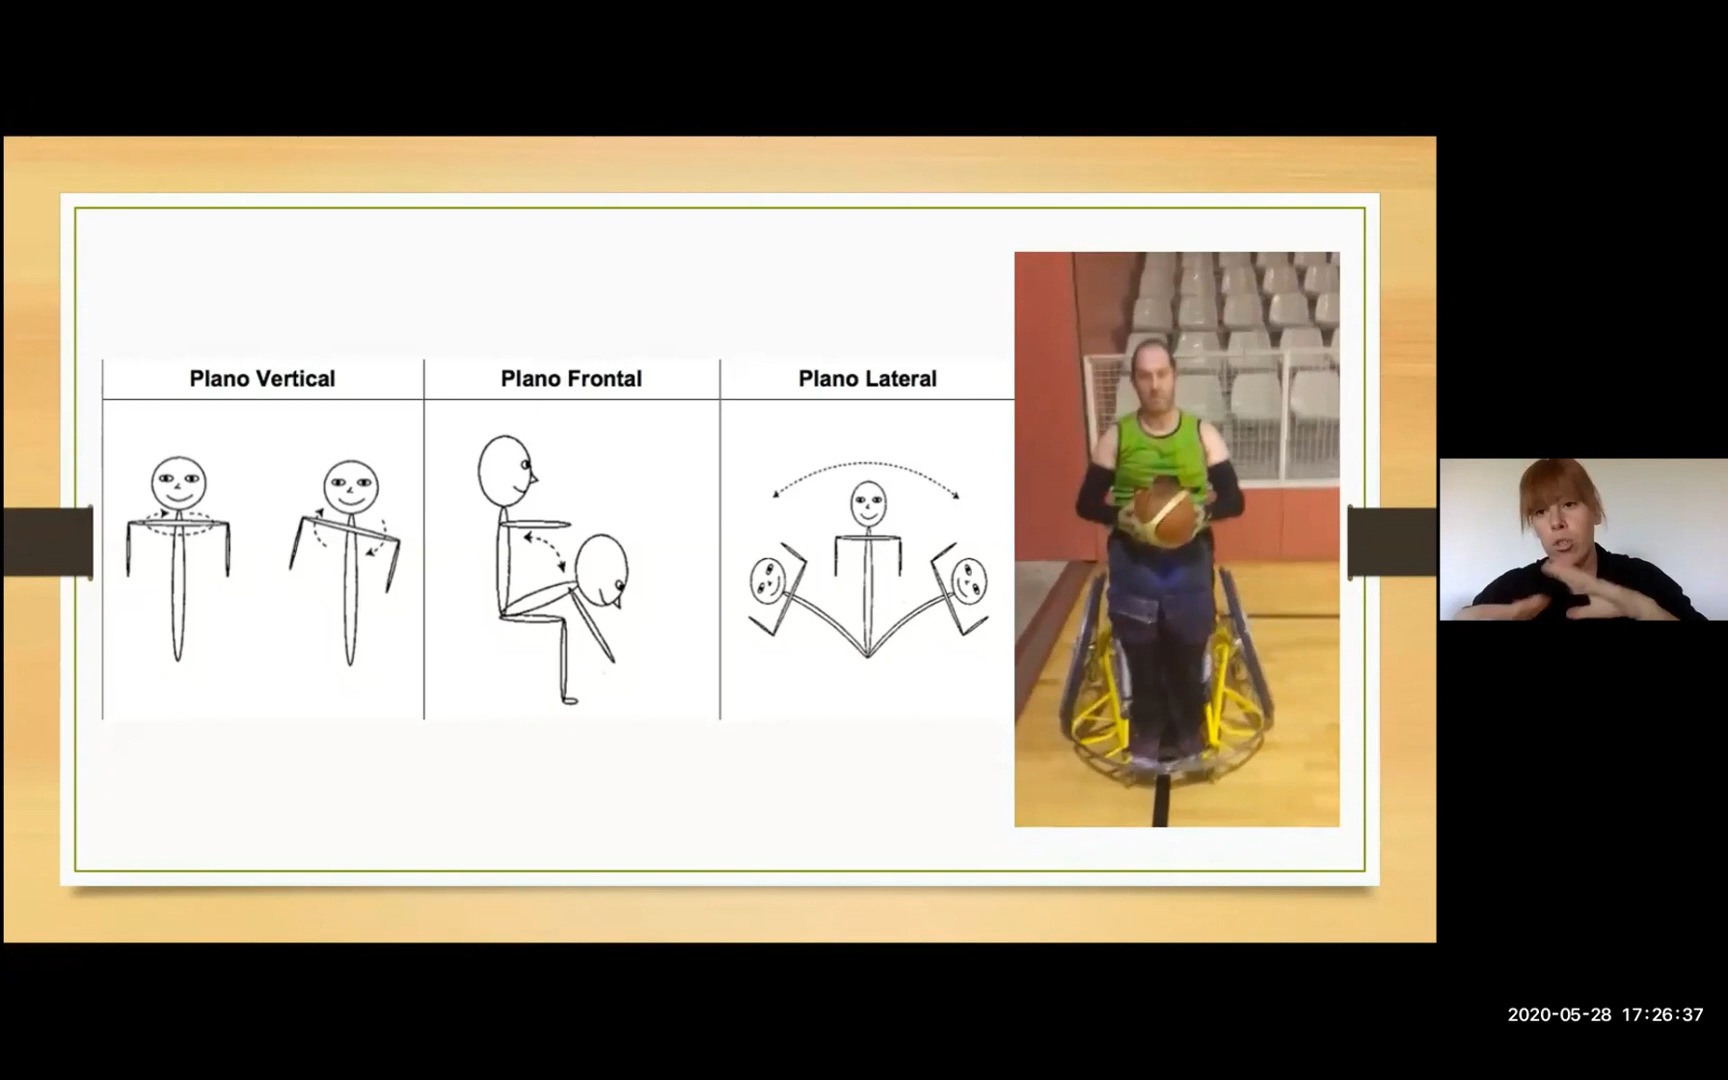 Plano Vertical
Plano Frontal
Plano Lateral
2020-05-28 17:26:37